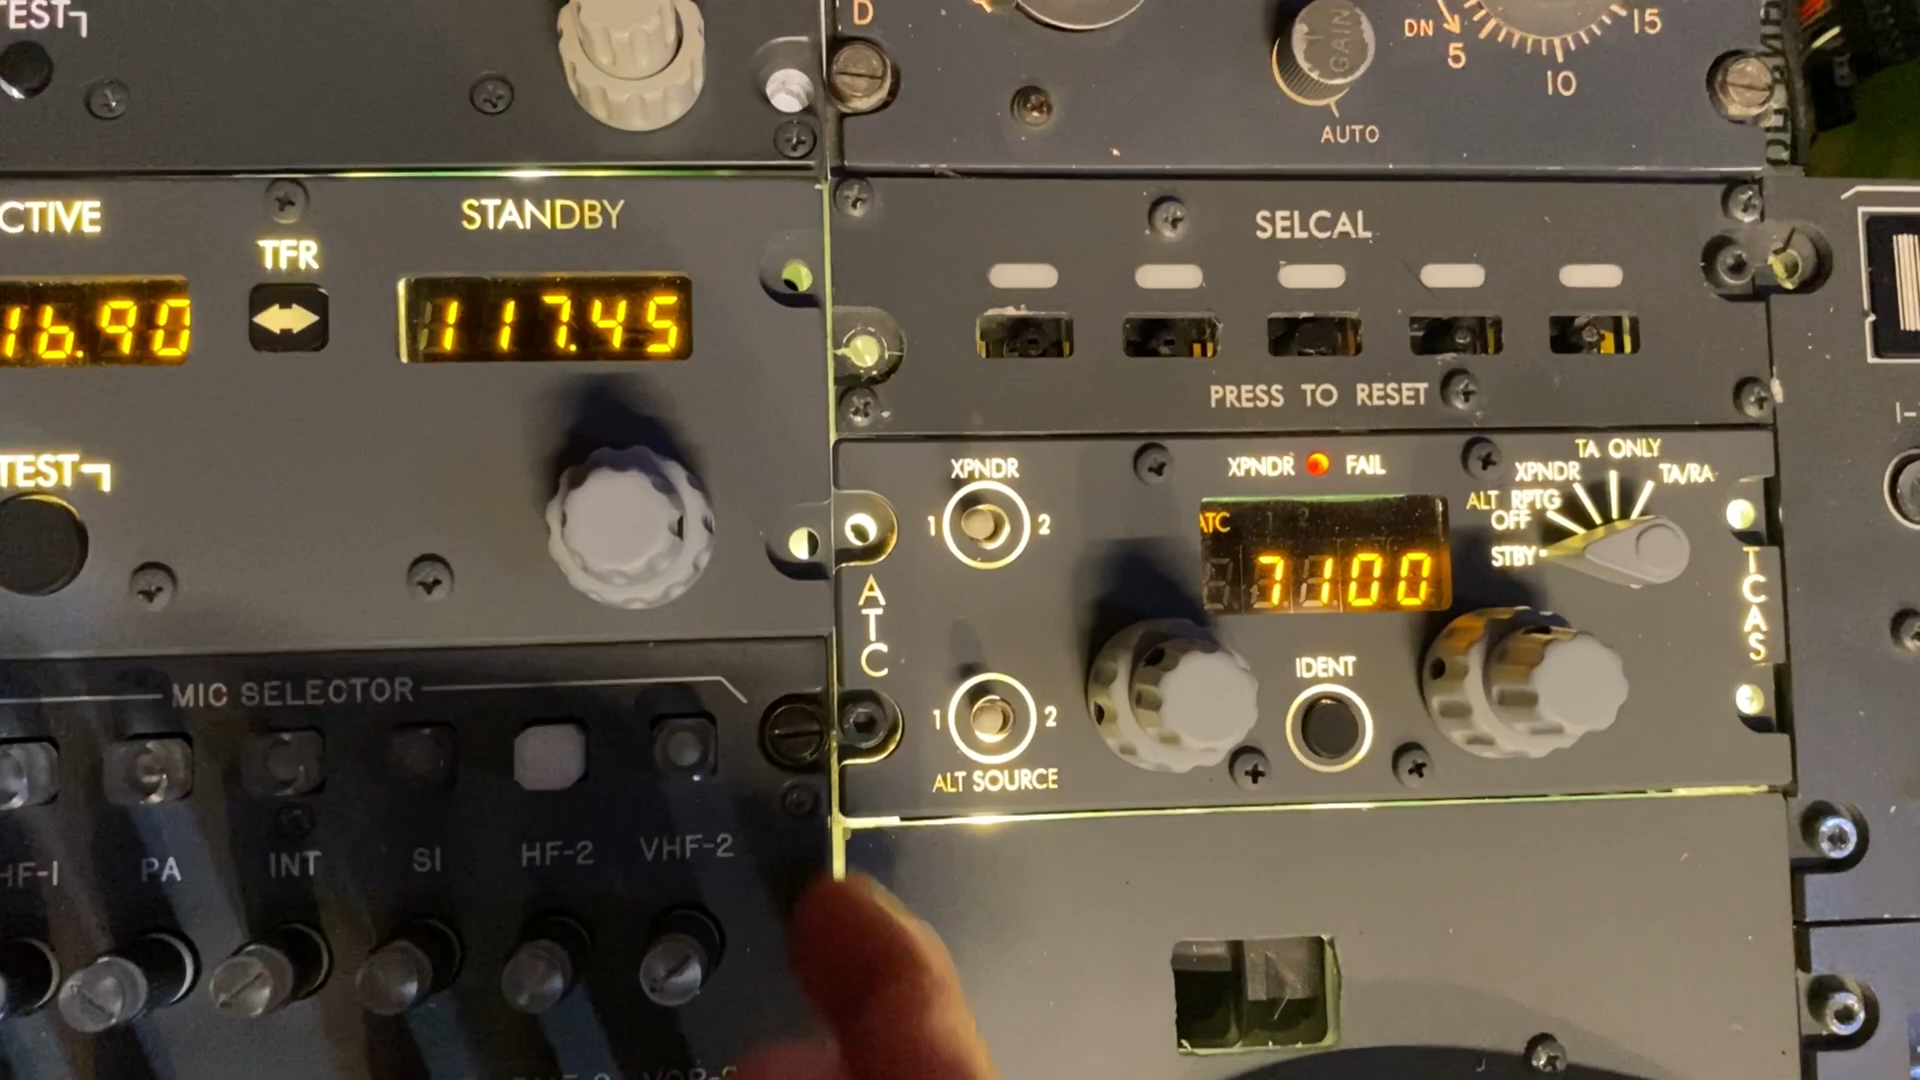 TEST
D
GAIN
DN
5
10
15
AUTO
CTIVE
TFR
STANDBY
16.90
117.45
TEST
SELCAL
PRESS TO RESET
XPNDR
1 2
XPNDR FAIL
ATC
7100
TA ONLY
XPNDR
TA/RA
ALT RPTG
OFF
STBY
ATC
TCAS
IDENT
1 2
ALT SOURCE
MIC SELECTOR
HF-1
PA
INT
SI
HF-2
VHF-2